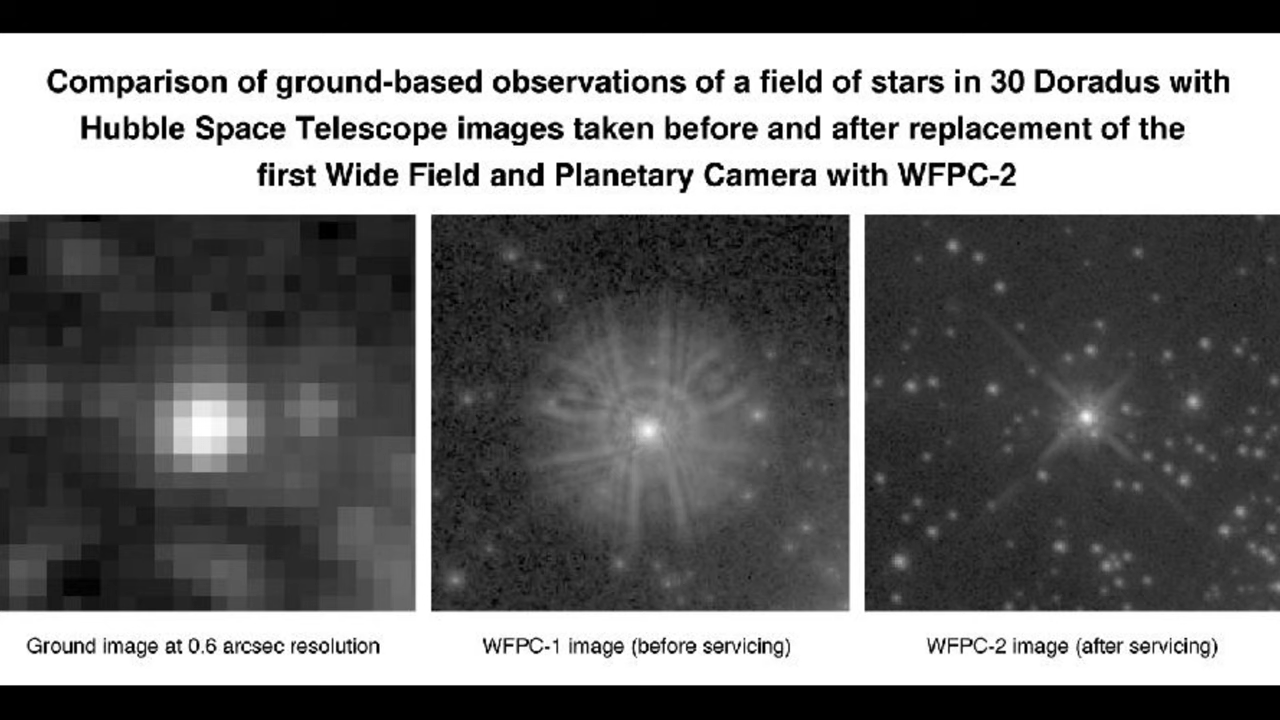 Comparison of ground-based observations of a field of stars in 30 Doradus with
Hubble Space Telescope images taken before and after replacement of the
first Wide Field and Planetary Camera with WFPC-2
Ground image at 0.6 arcsec resolution
WFPC-1 image (before servicing)
WFPC-2 image (after servicing)